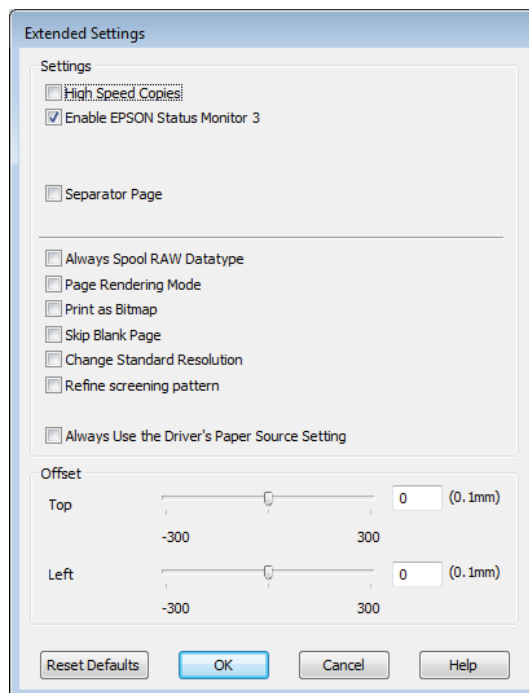 Extended Settings
Settings
High Speed Copies
Enable EPSON Status Monitor 3
Separator Page
Always Spool RAW Datatype
Page Rendering Mode
Print as Bitmap
Skip Blank Page
Change Standard Resolution
Refine screening pattern
Always Use the Driver's Paper Source Setting
Offset
Top 0 (0.1mm)
-300 300
Left 0 (0.1mm)
-300 300
Reset Defaults OK Cancel Help